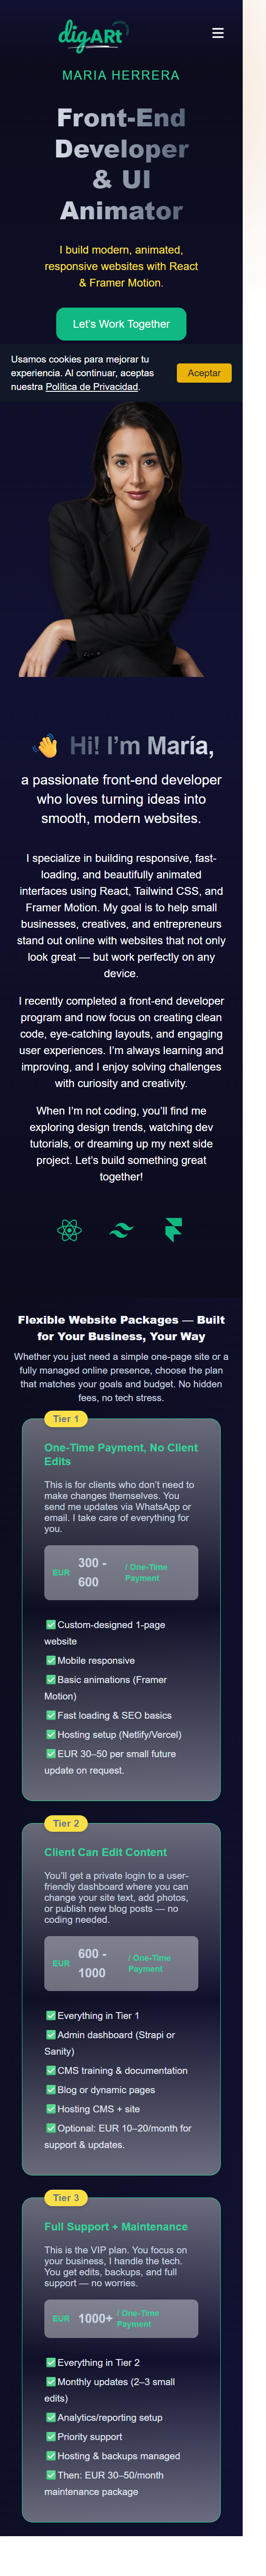 digART
MARIA HERRERA
Front-End
Developer
& UI
Animator
I build modern, animated,
responsive websites with React
& Framer Motion.
Let's Work Together
Usamos cookies para mejorar tu
experiencia. Al continuar, aceptas
nuestra Política de Privacidad.
Aceptar
👋 Hi! I'm María,
a passionate front-end developer
who loves turning ideas into
smooth, modern websites.
I specialize in building responsive, fast-
loading, and beautifully animated
interfaces using React, Tailwind CSS, and
Framer Motion. My goal is to help small
businesses, creatives, and entrepreneurs
stand out online with websites that not only
look great — but work perfectly on any
device.
I recently completed a front-end developer
program and now focus on creating clean
code, eye-catching layouts, and engaging
user experiences. I'm always learning and
improving, and I enjoy solving challenges
with curiosity and creativity.
When I'm not coding, you'll find me
exploring design trends, watching dev
tutorials, or dreaming up my next side
project. Let's build something great
together!
Flexible Website Packages — Built
for Your Business, Your Way
Whether you just need a simple one-page site or a
fully managed online presence, choose the plan
that matches your goals and budget. No hidden
fees, no tech stress.
Tier 1
One-Time Payment, No Client
Edits
This is for clients who don't need to
make changes themselves. You
send me updates via WhatsApp or
email. I take care of everything for
you.
EUR 300 - 600 / One-Time Payment
✅Custom-designed 1-page
website
✅Mobile responsive
✅Basic animations (Framer
Motion)
✅Fast loading & SEO basics
✅Hosting setup (Netlify/Vercel)
✅EUR 30–50 per small future
update on request.
Tier 2
Client Can Edit Content
You'll get a private login to a user-
friendly dashboard where you can
change your site text, add photos,
or publish new blog posts — no
coding needed.
EUR 600 - 1000 / One-Time Payment
✅Everything in Tier 1
✅Admin dashboard (Strapi or
Sanity)
✅CMS training & documentation
✅Blog or dynamic pages
✅Hosting CMS + site
✅Optional: EUR 10–20/month for
support & updates.
Tier 3
Full Support + Maintenance
This is the VIP plan. You focus on
your business, I handle the tech.
You get edits, backups, and full
support — no worries.
EUR 1000+ / One-Time Payment
✅Everything in Tier 2
✅Monthly updates (2–3 small
edits)
✅Analytics/reporting setup
✅Priority support
✅Hosting & backups managed
✅Then: EUR 30–50/month
maintenance package